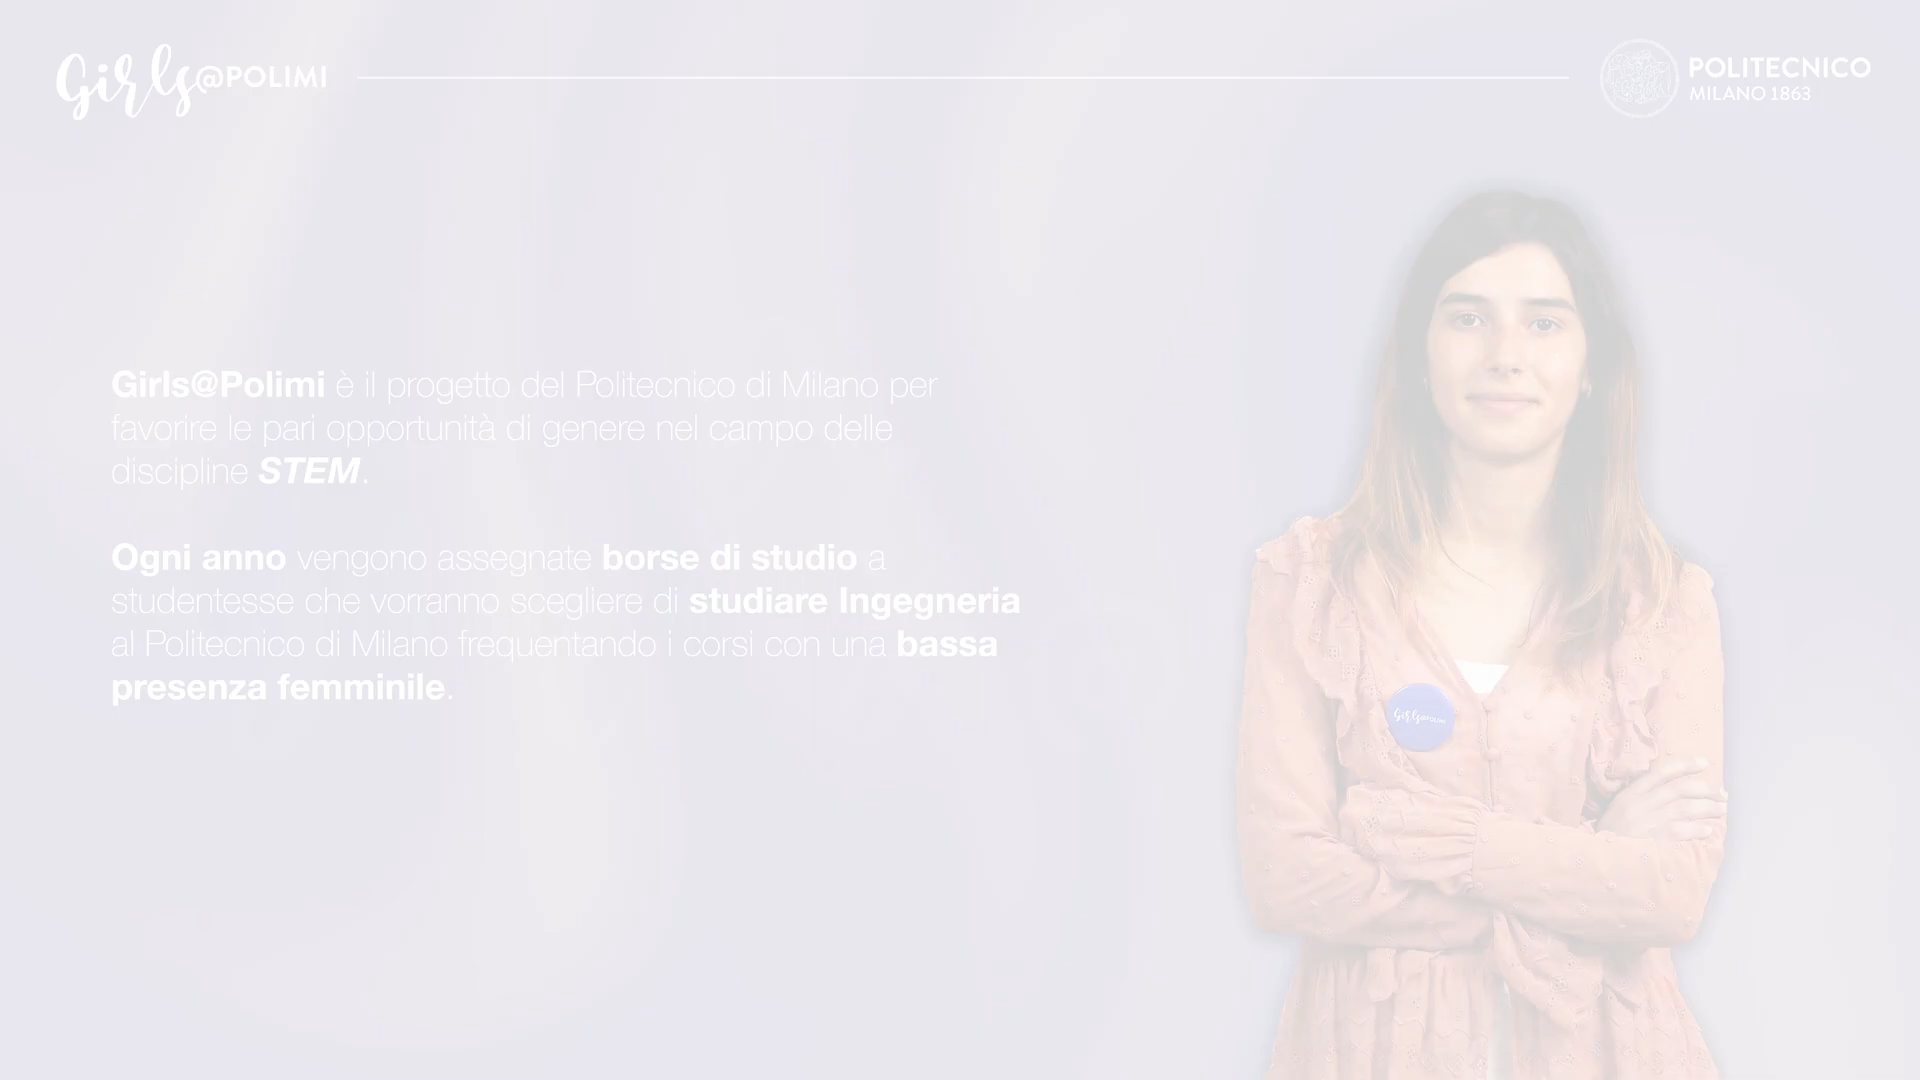 Girls@POLIMI
POLITECNICO
MILANO 1863
Girls@Polimi è il progetto del Politecnico di Milano per
favorire le pari opportunità di genere nel campo delle
discipline STEM.
Ogni anno vengono assegnate borse di studio a
studentesse che vorranno scegliere di studiare Ingegneria
al Politecnico di Milano frequentando i corsi con una bassa
presenza femminile.
Girls@POLIMI